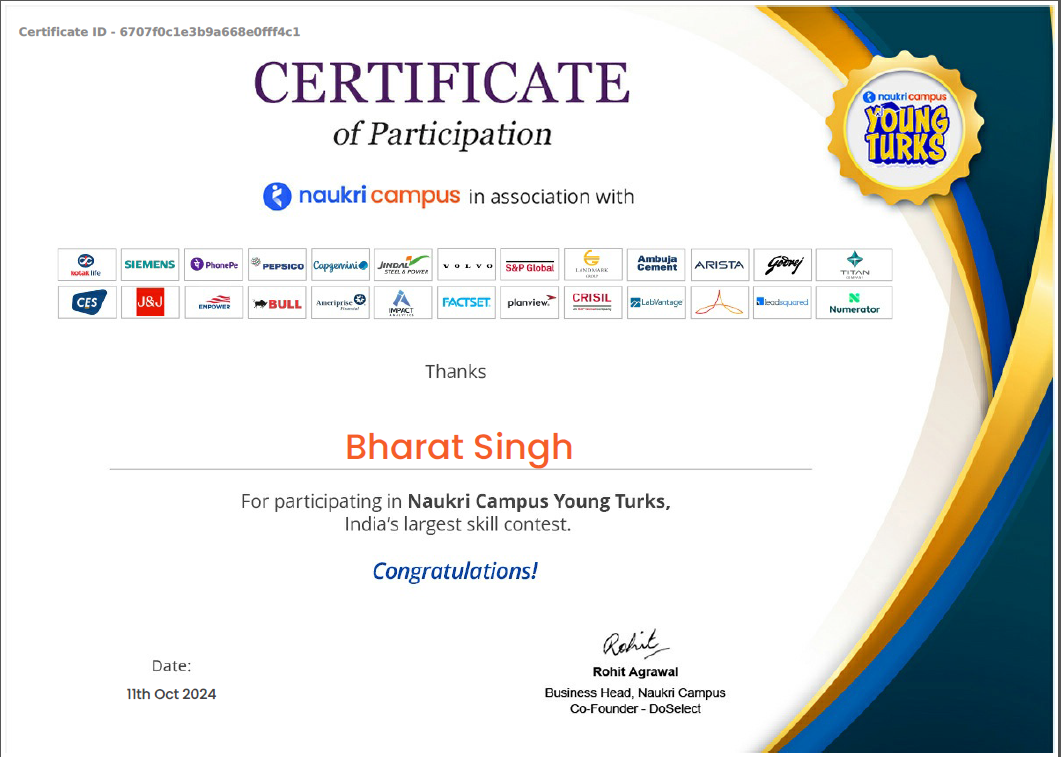 Certificate ID - 6707f0c1e3b9a668e0fff4c1
CERTIFICATE
of Participation
naukri campus
YOUNG
TURKS
naukri campus in association with
kotak life SIEMENS PhonePe PEPSICO Capgemini JINDAL STEEL & POWER VOLVO S&P Global LANDMARK GROUP Ambuja Cement ARISTA Godrej TITAN COMPANY
CES J&J EMPOWER BULL Ameriprise Financial IMPACT ANALYTICS FACTSET planview CRISIL LabVantage leadsquared Numerator
Thanks
Bharat Singh
For participating in Naukri Campus Young Turks,
India's largest skill contest.
Congratulations!
Rohit
Date:
11th Oct 2024
Rohit Agrawal
Business Head, Naukri Campus
Co-Founder - DoSelect